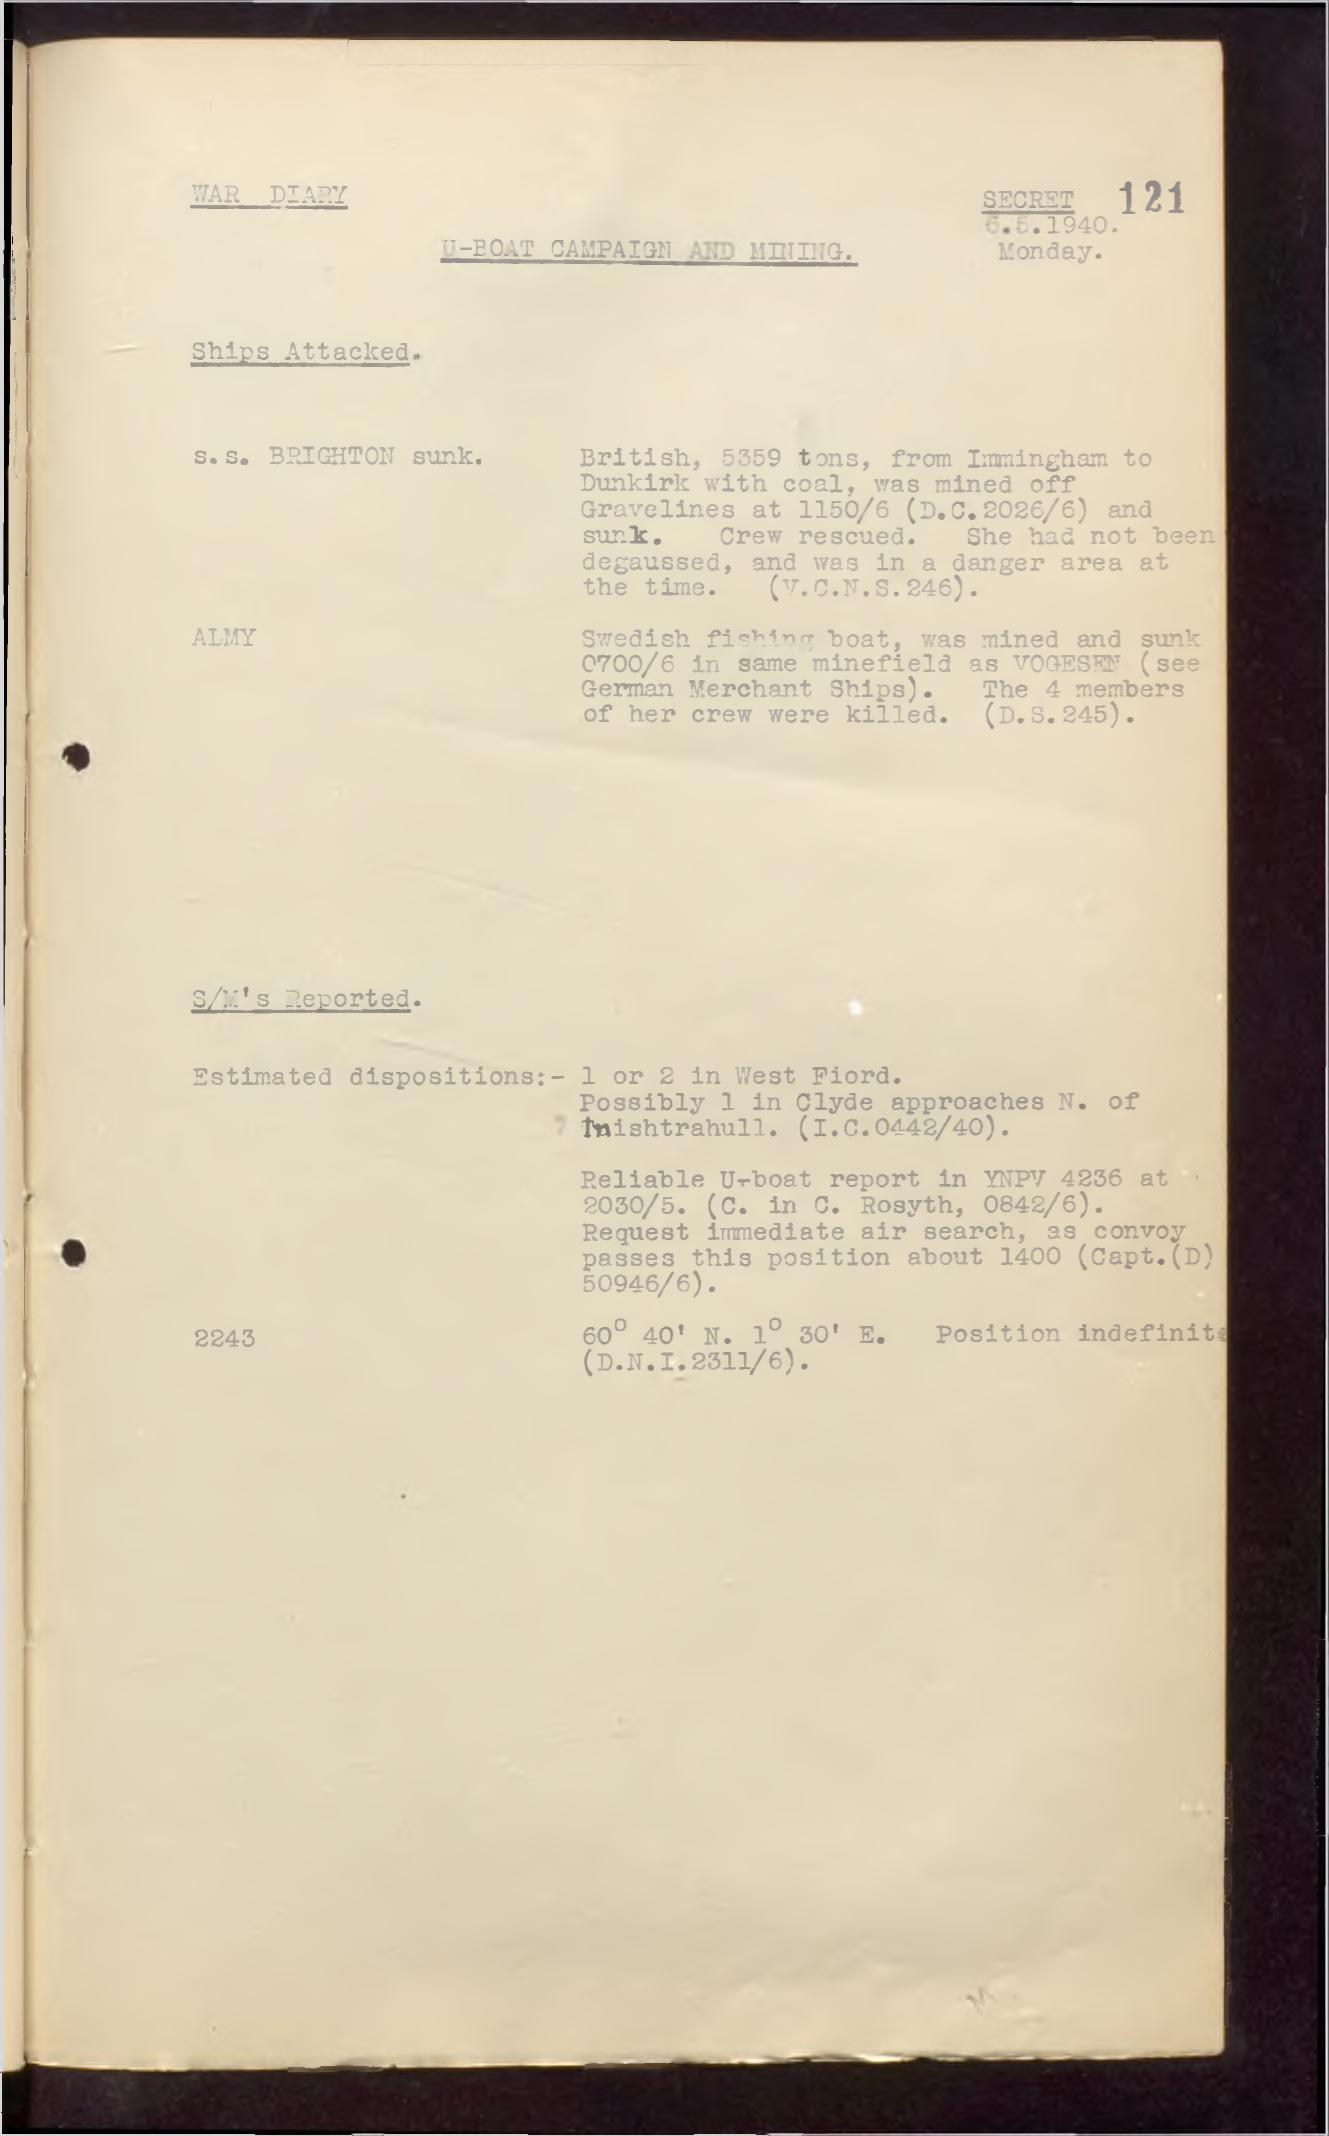 WAR DIARY
SECRET 121
6.5.1940.
U-BOAT CAMPAIGN AND MINING.
Monday.
Ships Attacked.
s.s. BRIGHTON sunk. British, 5359 tons, from Immingham to
Dunkirk with coal, was mined off
Gravelines at 1150/6 (D.C.2026/6) and
sunk. Crew rescued. She had not been
degaussed, and was in a danger area at
the time. (V.C.N.S.246).
ALMY Swedish fishing boat, was mined and sunk
0700/6 in same minefield as VOGESEN (see
German Merchant Ships). The 4 members
of her crew were killed. (D.S.245).
S/M's Reported.
Estimated dispositions:- 1 or 2 in West Fiord.
Possibly 1 in Clyde approaches N. of
? Inishtrahull. (I.C.0442/40).
Reliable U-boat report in YNPV 4236 at
2030/5. (C. in C. Rosyth, 0842/6).
Request immediate air search, as convoy
passes this position about 1400 (Capt.(D)
50946/6).
2243 60° 40' N. 1° 30' E. Position indefinite
(D.N.I.2311/6).